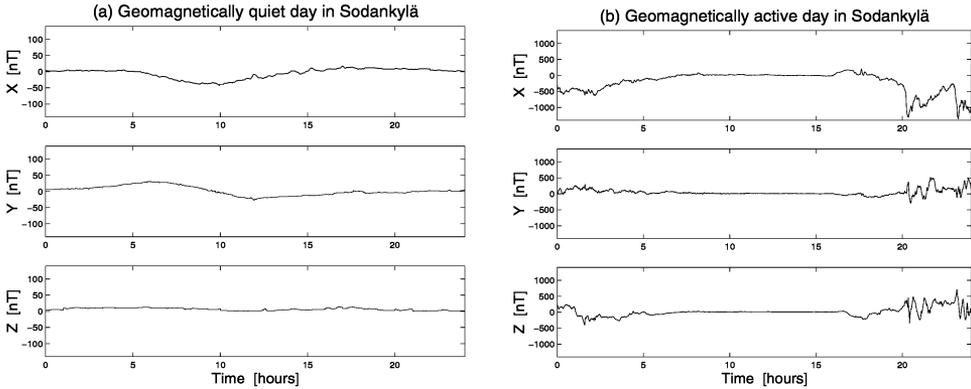 (a) Geomagnetically quiet day in Sodankylä
X [nT]
100
50
0
−50
−100
0 5 10 15 20
Y [nT]
100
50
0
−50
−100
0 5 10 15 20
Z [nT]
100
50
0
−50
−100
0 5 10 15 20
Time [hours]
(b) Geomagnetically active day in Sodankylä
X [nT]
1000
500
0
−500
−1000
0 5 10 15 20
Y [nT]
1000
500
0
−500
−1000
0 5 10 15 20
Z [nT]
1000
500
0
−500
−1000
0 5 10 15 20
Time [hours]